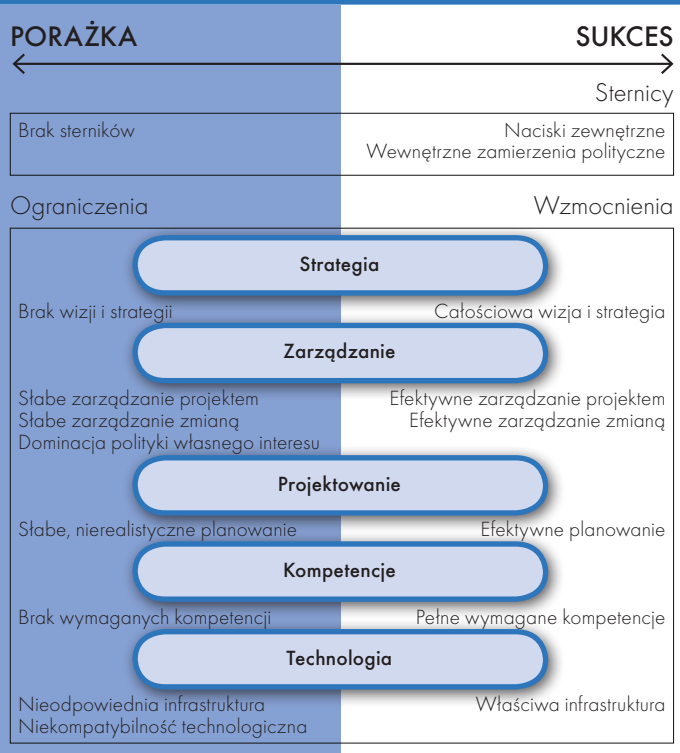 PORAŻKA
SUKCES
Sternicy
Brak sterników
Naciski zewnętrzne
Wewnętrzne zamierzenia polityczne
Ograniczenia
Wzmocnienia
Strategia
Brak wizji i strategii
Całościowa wizja i strategia
Zarządzanie
Słabe zarządzanie projektem
Efektywne zarządzanie projektem
Słabe zarządzanie zmianą
Efektywne zarządzanie zmianą
Dominacja polityki własnego interesu
Projektowanie
Słabe, nierealistyczne planowanie
Efektywne planowanie
Kompetencje
Brak wymaganych kompetencji
Pełne wymagane kompetencje
Technologia
Nieodpowiednia infrastruktura
Właściwa infrastruktura
Niekompatybilność technologiczna